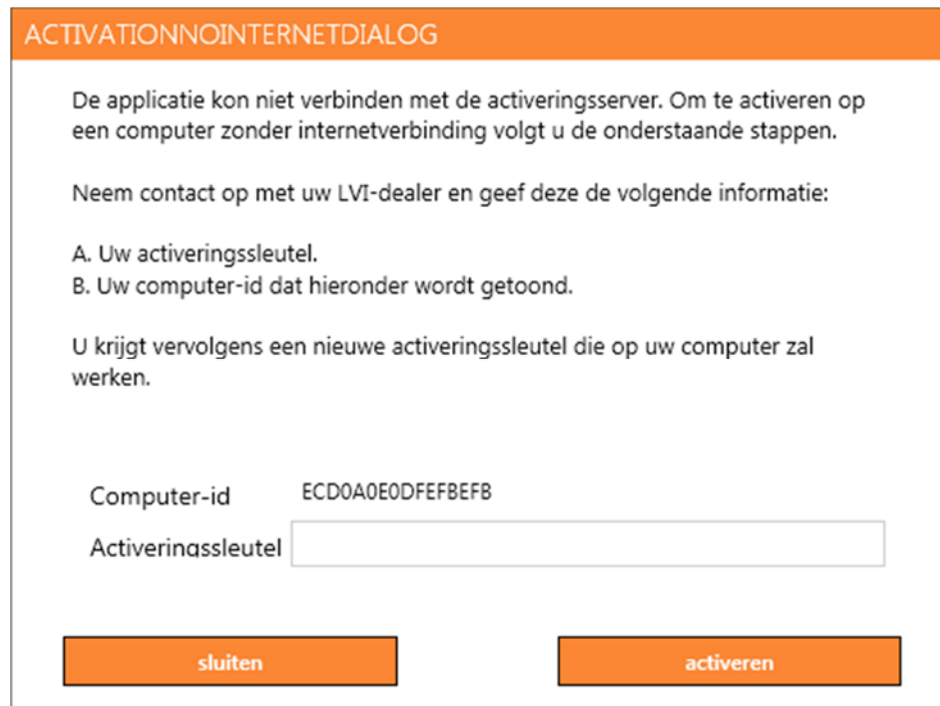 ACTIVATIONNOINTERNETDIALOG
De applicatie kon niet verbinden met de activeringsserver. Om te activeren op
een computer zonder internetverbinding volgt u de onderstaande stappen.
Neem contact op met uw LVI-dealer en geef deze de volgende informatie:
A. Uw activeringssleutel.
B. Uw computer-id dat hieronder wordt getoond.
U krijgt vervolgens een nieuwe activeringssleutel die op uw computer zal
werken.
Computer-id ECD0A0E0DFEFBEFB
Activeringssleutel
sluiten activeren